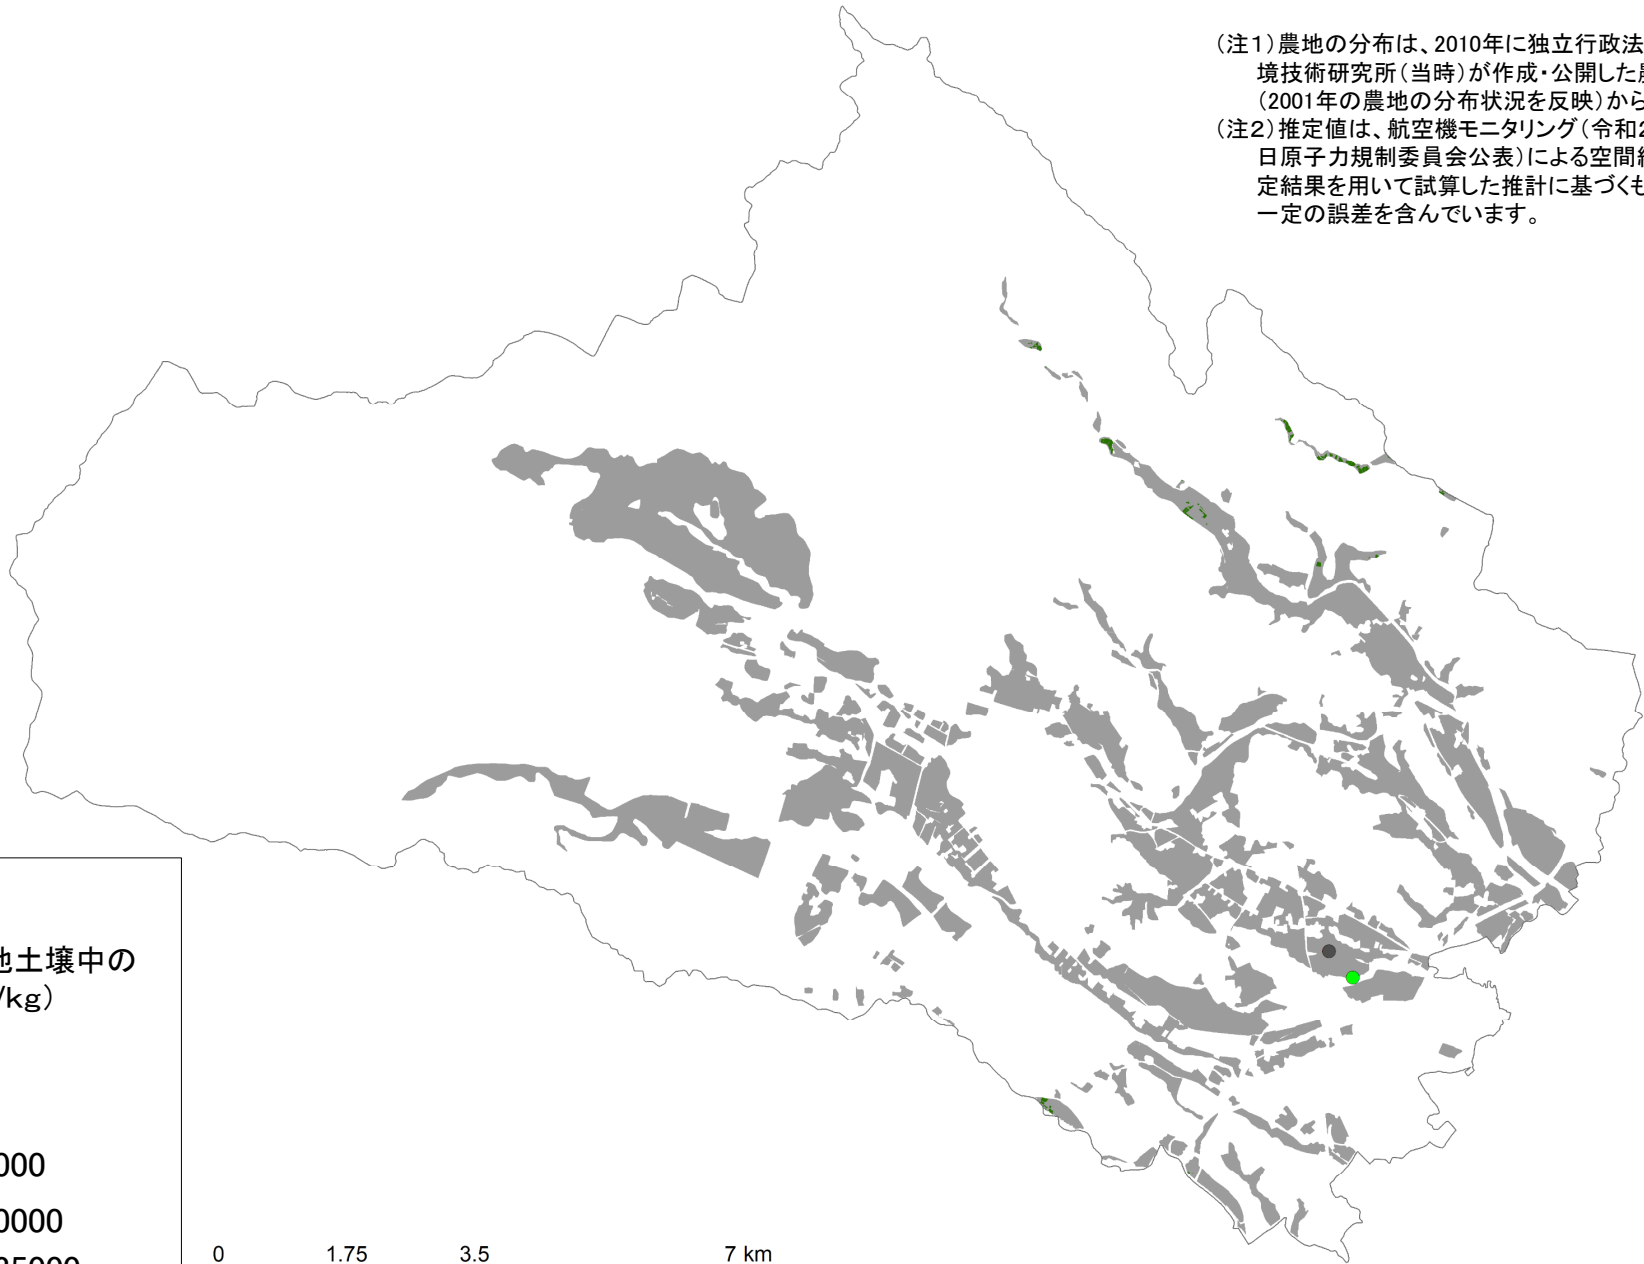 （注1）農地の分布は、2010年に独立行政法
境技術研究所（当時）が作成・公開した
（2001年の農地の分布状況を反映）から
（注2）推定値は、航空機モニタリング（令和2
日原子力規制委員会公表）による空間
定結果を用いて試算した推計に基づくも
一定の誤差を含んでいます。
土壌中の
/kg）
000
0000
35000
0 1.75 3.5 7 km